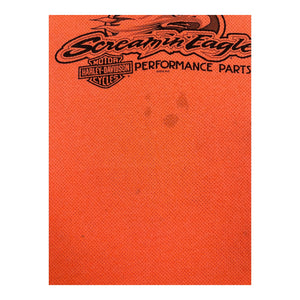 Screamin Eagle
MOTOR
HARLEY-DAVIDSON
CYCLES
PERFORMANCE PARTS